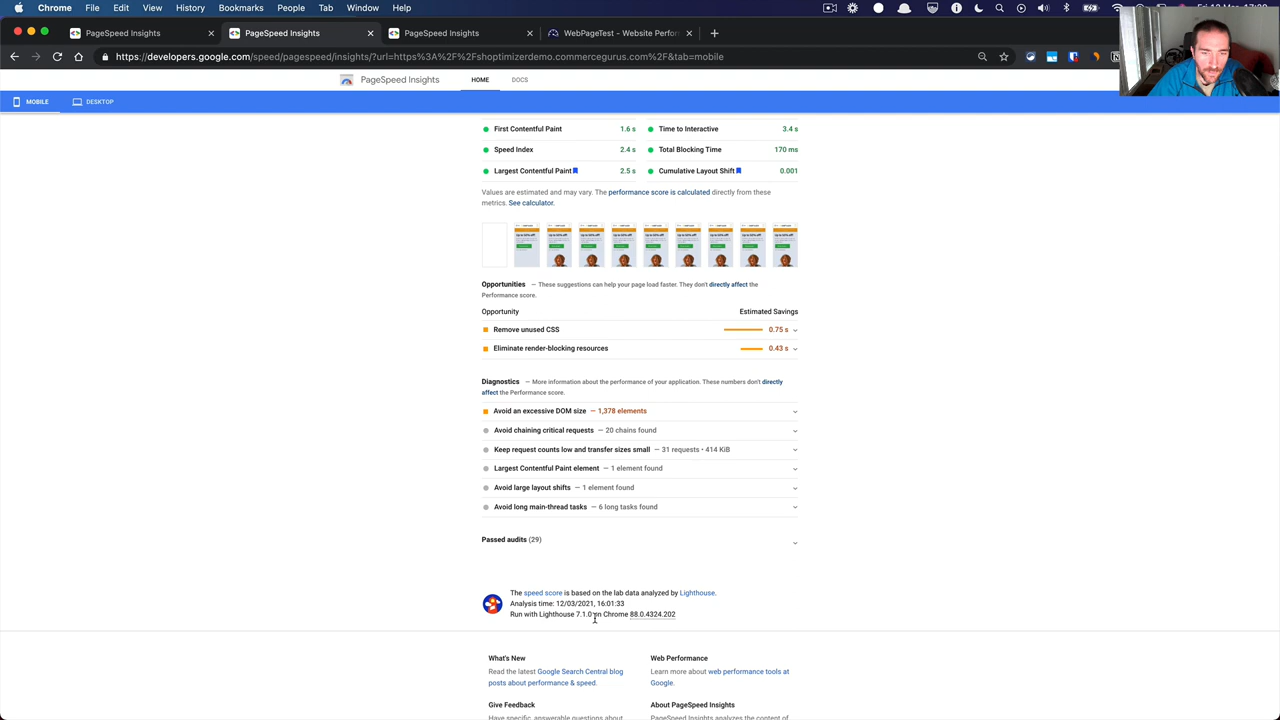 PageSpeed Insights
PageSpeed Insights
PageSpeed Insights
WebPageTest - Website Perfor
https://developers.google.com/speed/pagespeed/insights/?url=https%3A%2F%2Fshoptimizerdemo.commercegurus.com%2F&tab=mobile
PageSpeed Insights
HOME
DOCS
MOBILE
DESKTOP
First Contentful Paint 1.6 s
Time to Interactive 3.4 s
Speed Index 2.4 s
Total Blocking Time 170 ms
Largest Contentful Paint 2.5 s
Cumulative Layout Shift 0.001
Values are estimated and may vary. The performance score is calculated directly from these
metrics. See calculator.
Opportunities — These suggestions can help your page load faster. They don't directly affect the
Performance score.
Opportunity Estimated Savings
Remove unused CSS 0.75 s
Eliminate render-blocking resources 0.43 s
Diagnostics — More information about the performance of your application. These numbers don't directly
affect the Performance score.
Avoid an excessive DOM size — 1,378 elements
Avoid chaining critical requests — 20 chains found
Keep request counts low and transfer sizes small — 31 requests • 414 KiB
Largest Contentful Paint element — 1 element found
Avoid large layout shifts — 1 element found
Avoid long main-thread tasks — 6 long tasks found
Passed audits (29)
The speed score is based on the lab data analyzed by Lighthouse.
Analysis time: 12/03/2021, 16:01:33
Run with Lighthouse 7.1.0 on Chrome 88.0.4324.202
What's New
Read the latest Google Search Central blog
posts about performance & speed.
Web Performance
Learn more about web performance tools at
Google.
Give Feedback
Have specific, answerable questions about
About PageSpeed Insights
PageSpeed Insights analyzes the content of